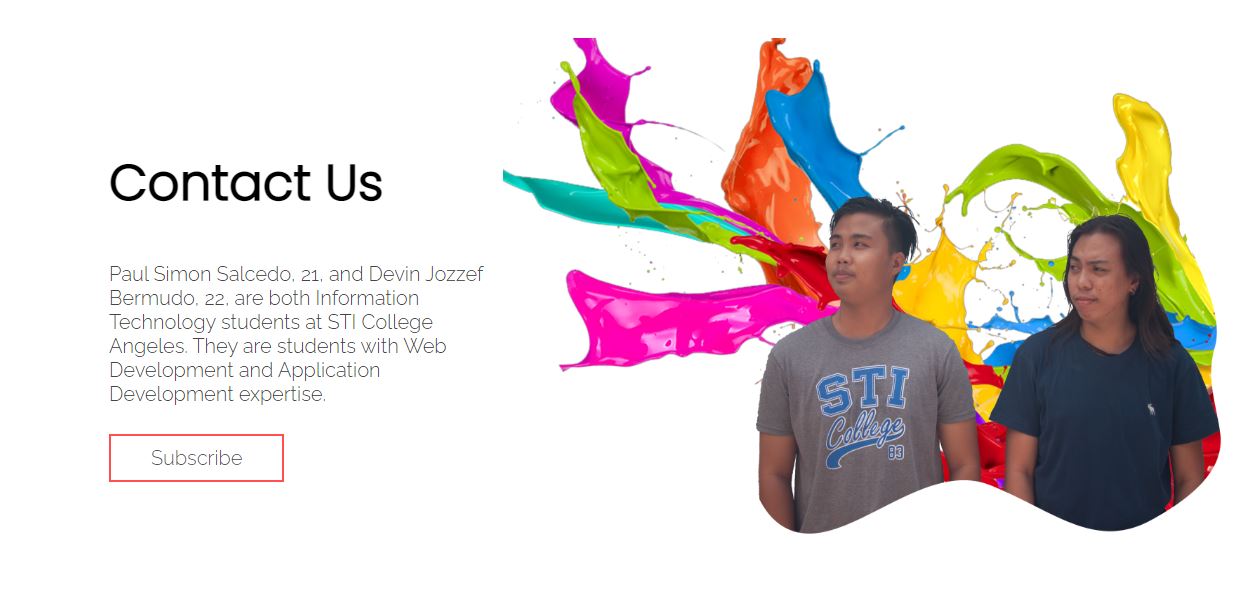 Contact Us
Paul Simon Salcedo, 21, and Devin Jozzef
Bermudo, 22, are both Information
Technology students at STI College
Angeles. They are students with Web
Development and Application
Development expertise.
Subscribe
STI
College
83